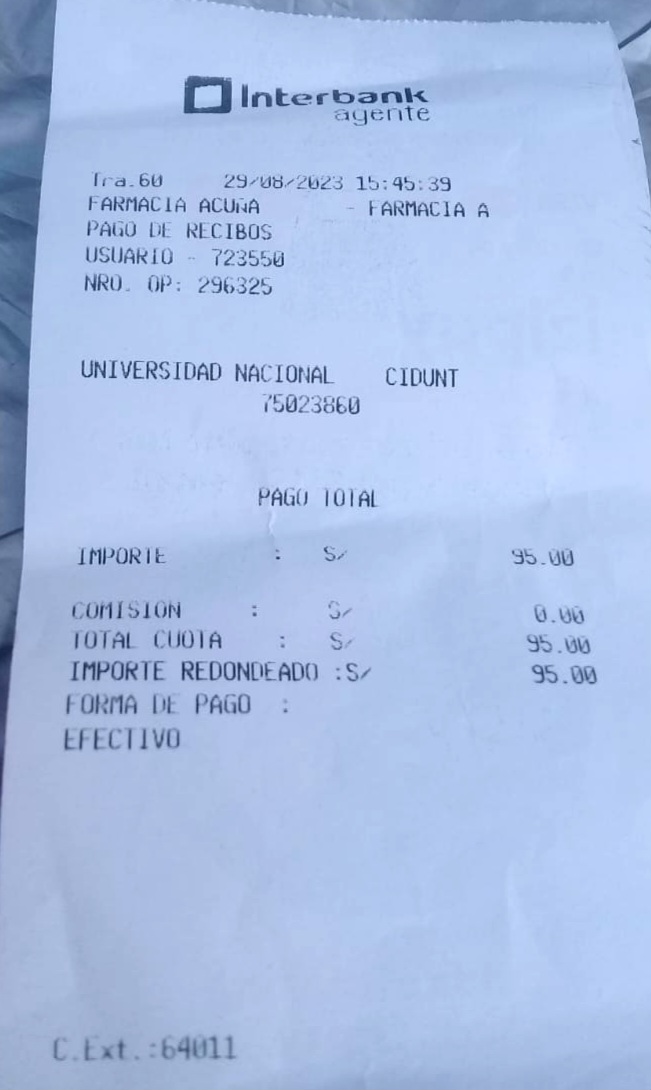 Interbank
agente
Tra.60 29/08/2023 15:45:39
FARMACIA ACUÑA - FARMACIA A
PAGO DE RECIBOS
USUARIO - 723550
NRO. OP: 296325
UNIVERSIDAD NACIONAL CIDUNT
75023860
PAGO TOTAL
IMPORTE : S/ 95.00
COMISION : S/ 0.00
TOTAL CUOTA : S/ 95.00
IMPORTE REDONDEADO :S/ 95.00
FORMA DE PAGO :
EFECTIVO
C.Ext.:64011